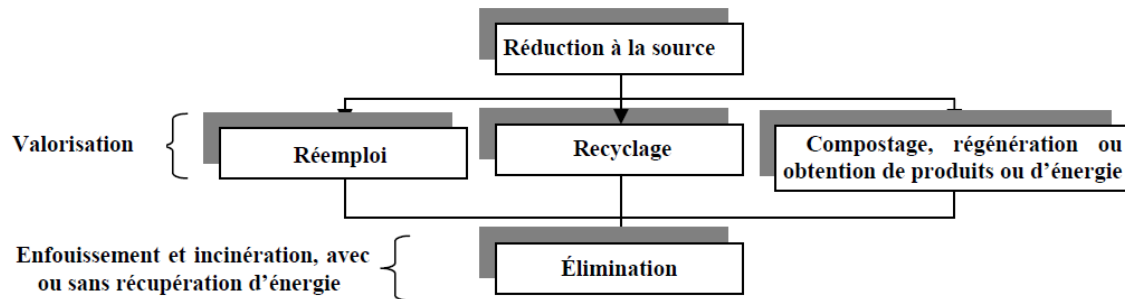 Réduction à la source
Valorisation
Réemploi
Recyclage
Compostage, régénération ou
obtention de produits ou d'énergie
Enfouissement et incinération, avec
ou sans récupération d'énergie
Élimination